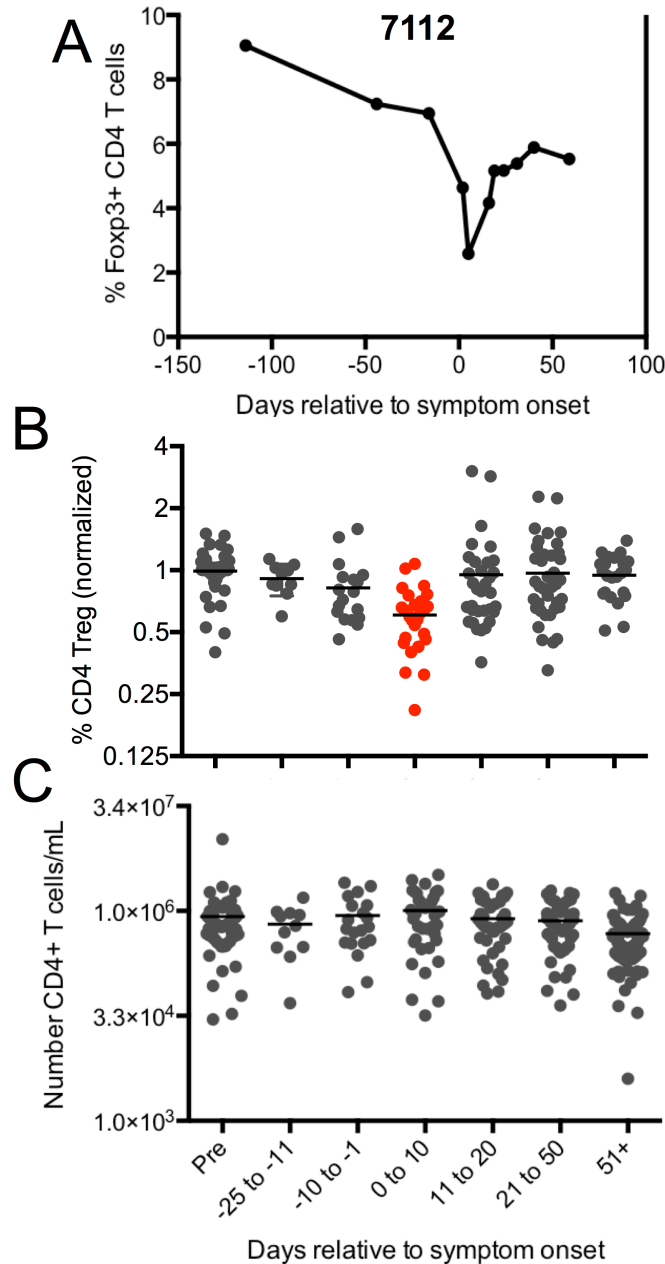 A
7112
10
8
6
4
2
0
% Foxp3+ CD4 T cells
-150 -100 -50 0 50 100
Days relative to symptom onset
B
4
2
1
0.5
0.25
0.125
% CD4 Treg (normalized)
C
3.4×10⁷
1.0×10⁶
3.3×10⁴
1.0×10³
Number CD4+ T cells/mL
Pre -25 to -11 -10 to -1 0 to 10 11 to 20 21 to 50 51+
Days relative to symptom onset